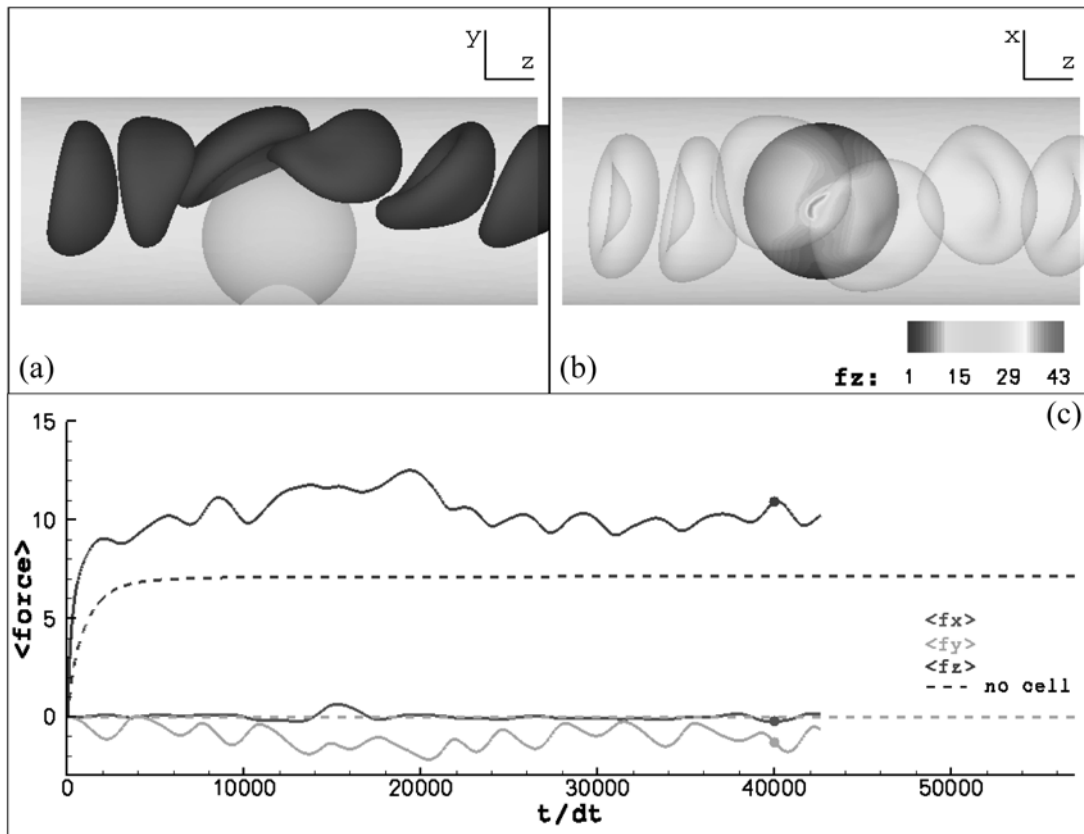 y
z
x
z
(a)
(b)
fz: 1 15 29 43
(c)
15
10
5
0
<force>
<fx>
<fy>
<fz>
no cell
0 10000 20000 30000 40000 50000
t/dt